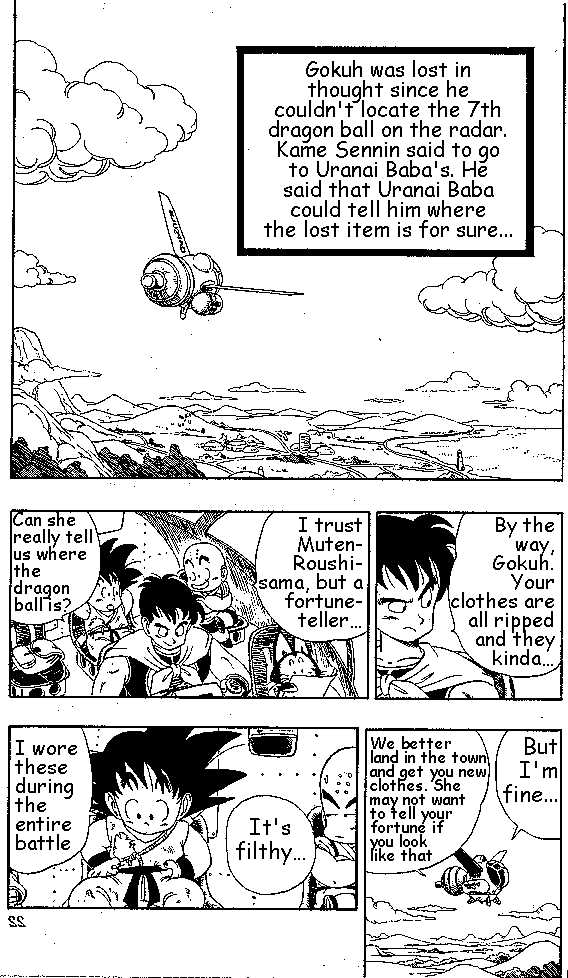 Gokuh was lost in
thought since he
couldn't locate the 7th
dragon ball on the radar.
Kame Sennin said to go
to Uranai Baba's. He
said that Uranai Baba
could tell him where
the lost item is for sure...
Can she
really tell
us where
the
dragon
ball is?
I trust
Muten-
Roushi-
sama, but a
fortune-
teller...
By the
way,
Gokuh.
Your
clothes are
all ripped
and they
kinda...
I wore
these
during
the
entire
battle
It's
filthy...
We better
land in the town
and get you new
clothes. She
may not want
to tell your
fortune if
you look
like that
But
I'm
fine...
22